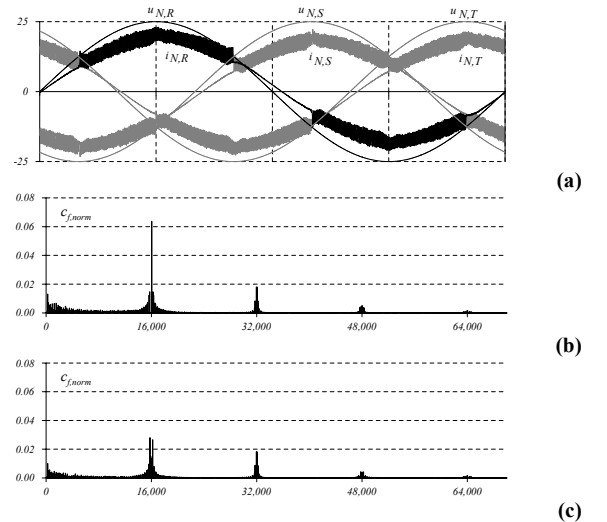 25
u N,R
u N,S
u N,T
i N,R
i N,S
i N,T
0
-25
(a)
0.08
c f,norm
0.06
0.04
0.02
0.00
0
16,000
32,000
48,000
64,000
(b)
0.08
c f,norm
0.06
0.04
0.02
0.00
0
16,000
32,000
48,000
64,000
(c)